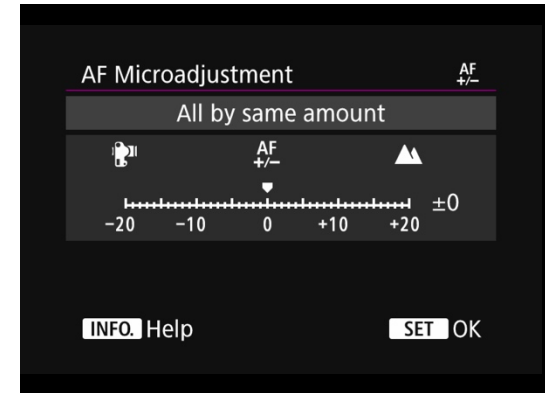 AF Microadjustment AF +/−
All by same amount
AF
+/−
±0
−20 −10 0 +10 +20
INFO. Help SET OK